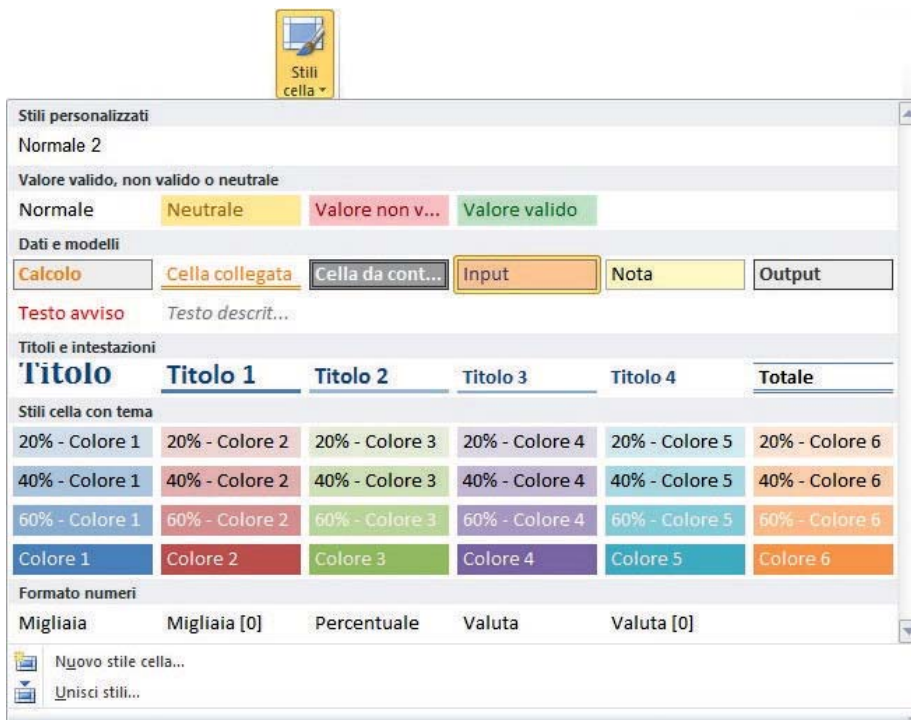 Stili
cella
Stili personalizzati
Normale 2
Valore valido, non valido o neutrale
Normale Neutrale Valore non v... Valore valido
Dati e modelli
Calcolo Cella collegata Cella da cont... Input Nota Output
Testo avviso Testo descrit...
Titoli e intestazioni
Titolo Titolo 1 Titolo 2 Titolo 3 Titolo 4 Totale
Stili cella con tema
20% - Colore 1 20% - Colore 2 20% - Colore 3 20% - Colore 4 20% - Colore 5 20% - Colore 6
40% - Colore 1 40% - Colore 2 40% - Colore 3 40% - Colore 4 40% - Colore 5 40% - Colore 6
60% - Colore 1 60% - Colore 2 60% - Colore 3 60% - Colore 4 60% - Colore 5 60% - Colore 6
Colore 1 Colore 2 Colore 3 Colore 4 Colore 5 Colore 6
Formato numeri
Migliaia Migliaia [0] Percentuale Valuta Valuta [0]
Nuovo stile cella...
Unisci stili...